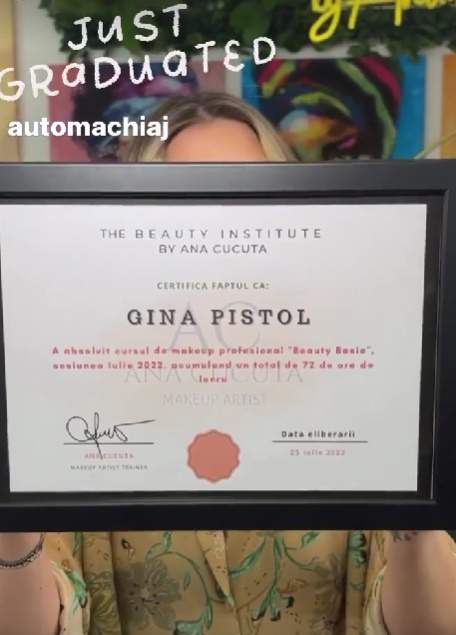 JUST
GRaDUaTED
automachiaj
THE BEAUTY INSTITUTE
BY ANA CUCUTA
CERTIFICA FAPTUL CA:
AC
GINA PISTOL
A absolvit cursul de makeup profesional "Beauty Basic",
sesiunea Iulie 2022, acumuland un total de 72 de ore de
lucru
ANA CUCUTA
MAKEUP ARTIST
ANA CUCUTA
MAKEUP ARTIST TRAINER
Data eliberarii
25 iulie 2022